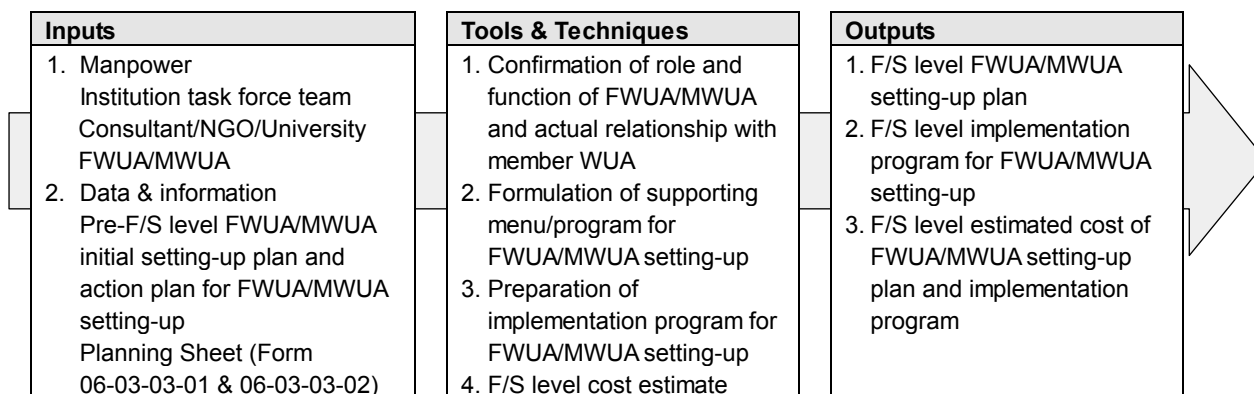 Inputs
1. Manpower
Institution task force team
Consultant/NGO/University
FWUA/MWUA
2. Data & information
Pre-F/S level FWUA/MWUA
initial setting-up plan and
action plan for FWUA/MWUA
setting-up
Planning Sheet (Form
06-03-03-01 & 06-03-03-02)
Tools & Techniques
1. Confirmation of role and
function of FWUA/MWUA
and actual relationship with
member WUA
2. Formulation of supporting
menu/program for
FWUA/MWUA setting-up
3. Preparation of
implementation program for
FWUA/MWUA setting-up
4. F/S level cost estimate
Outputs
1. F/S level FWUA/MWUA
setting-up plan
2. F/S level implementation
program for FWUA/MWUA
setting-up
3. F/S level estimated cost of
FWUA/MWUA setting-up
plan and implementation
program